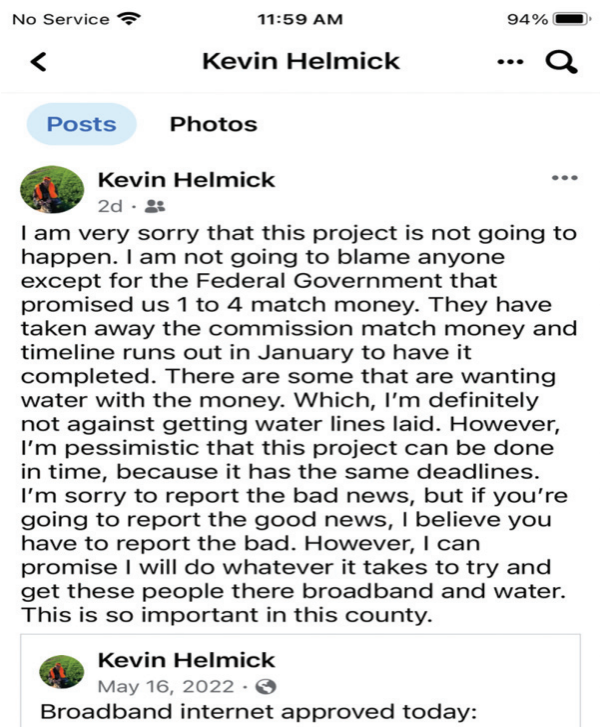 No Service 11:59 AM 94%
Kevin Helmick
Posts Photos
Kevin Helmick
2d ·
I am very sorry that this project is not going to
happen. I am not going to blame anyone
except for the Federal Government that
promised us 1 to 4 match money. They have
taken away the commission match money and
timeline runs out in January to have it
completed. There are some that are wanting
water with the money. Which, I’m definitely
not against getting water lines laid. However,
I’m pessimistic that this project can be done
in time, because it has the same deadlines.
I’m sorry to report the bad news, but if you’re
going to report the good news, I believe you
have to report the bad. However, I can
promise I will do whatever it takes to try and
get these people there broadband and water.
This is so important in this county.
Kevin Helmick
May 16, 2022 ·
Broadband internet approved today: